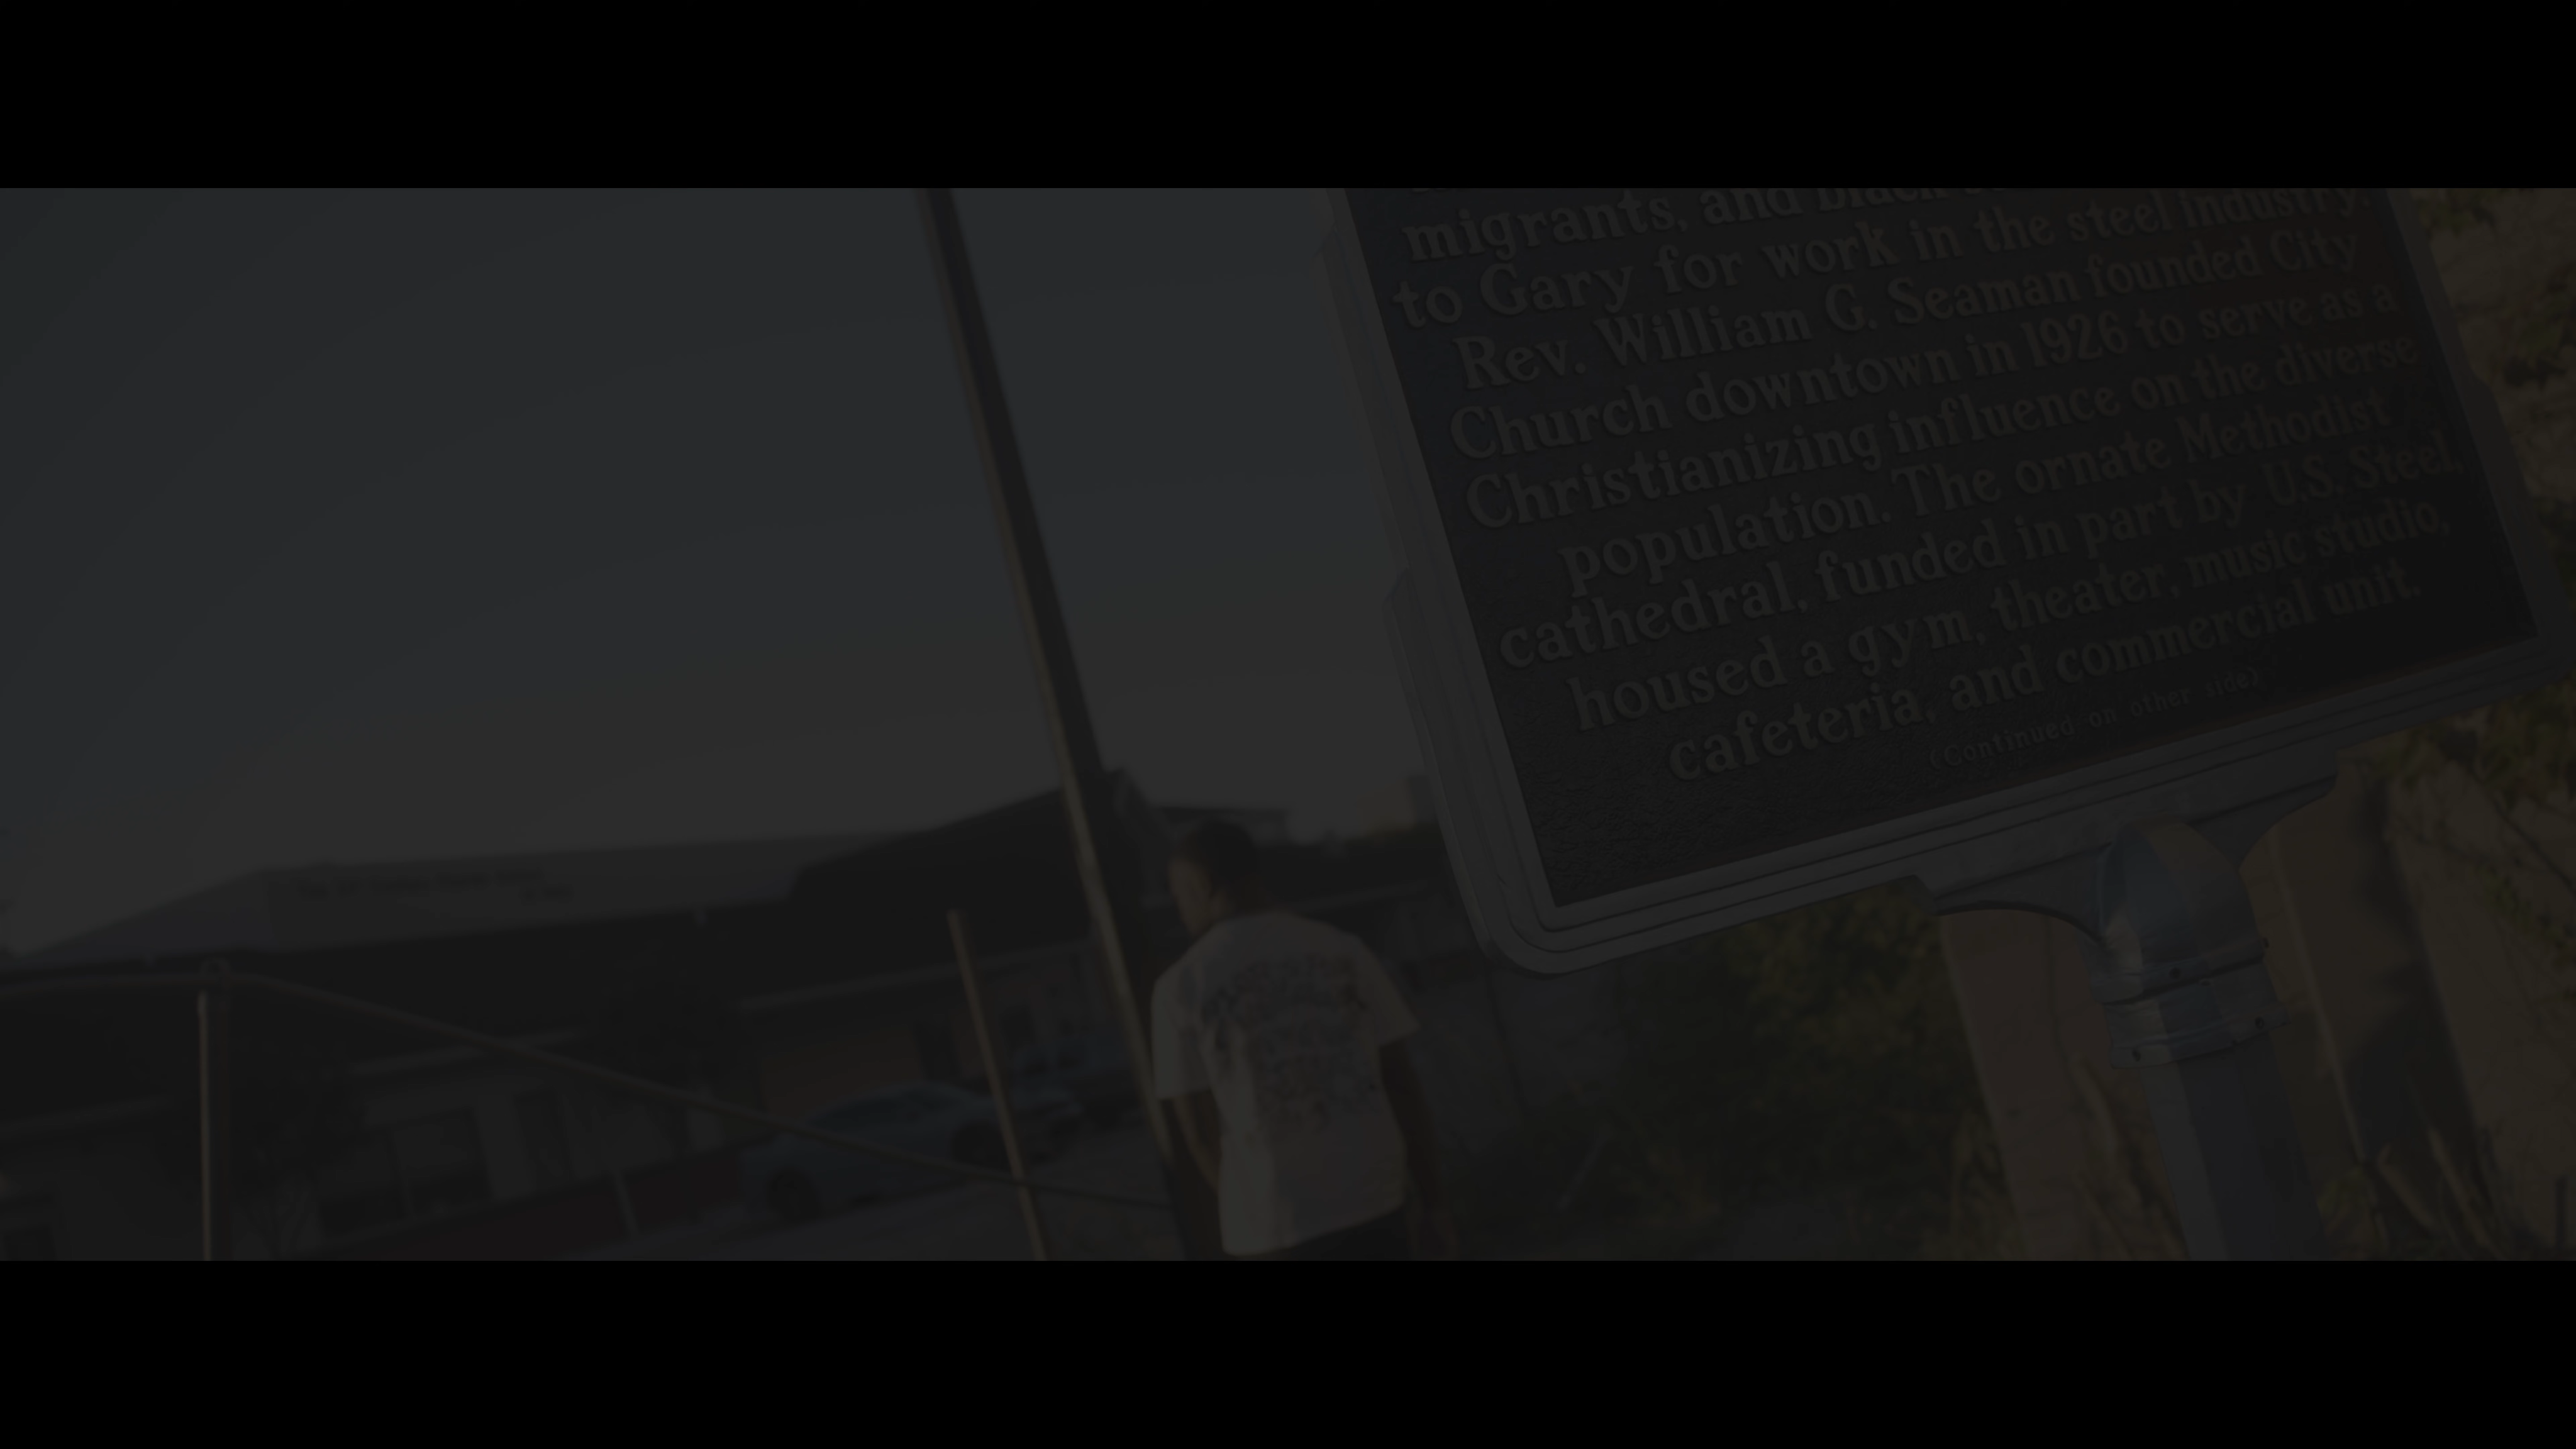 migrants, and black
to Gary for work in the steel industry.
Rev. William G. Seaman founded City
Church downtown in 1926 to serve as a
Christianizing influence on the diverse
population. The ornate Methodist
cathedral, funded in part by U.S. Steel,
housed a gym, theater, music studio,
cafeteria, and commercial unit.
(Continued on other side)